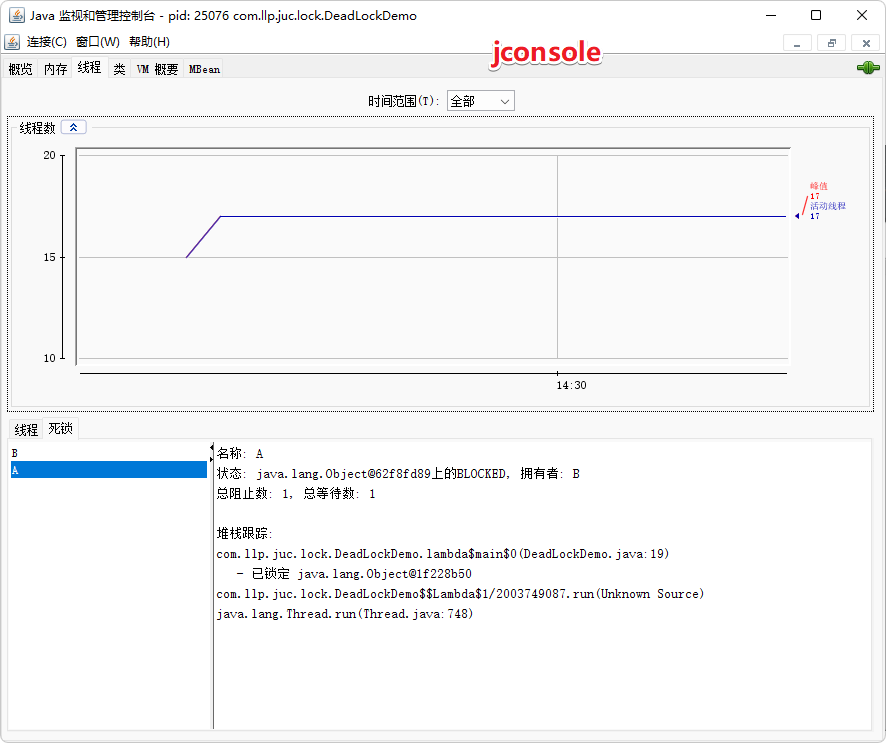 Java 监视和管理控制台 - pid: 25076 com.llp.juc.lock.DeadLockDemo
连接(C) 窗口(W) 帮助(H)
jconsole
概览 内存 线程 类 VM 概要 MBean
时间范围(T): 全部
线程数
20
15
10
峰值
17
活动线程
17
14:30
线程 死锁
B
A
名称: A
状态: java.lang.Object@62f8fd89上的BLOCKED, 拥有者: B
总阻止数: 1, 总等待数: 1
堆栈跟踪:
com.llp.juc.lock.DeadLockDemo.lambda$main$0(DeadLockDemo.java:19)
- 已锁定 java.lang.Object@1f228b50
com.llp.juc.lock.DeadLockDemo$$Lambda$1/2003749087.run(Unknown Source)
java.lang.Thread.run(Thread.java:748)